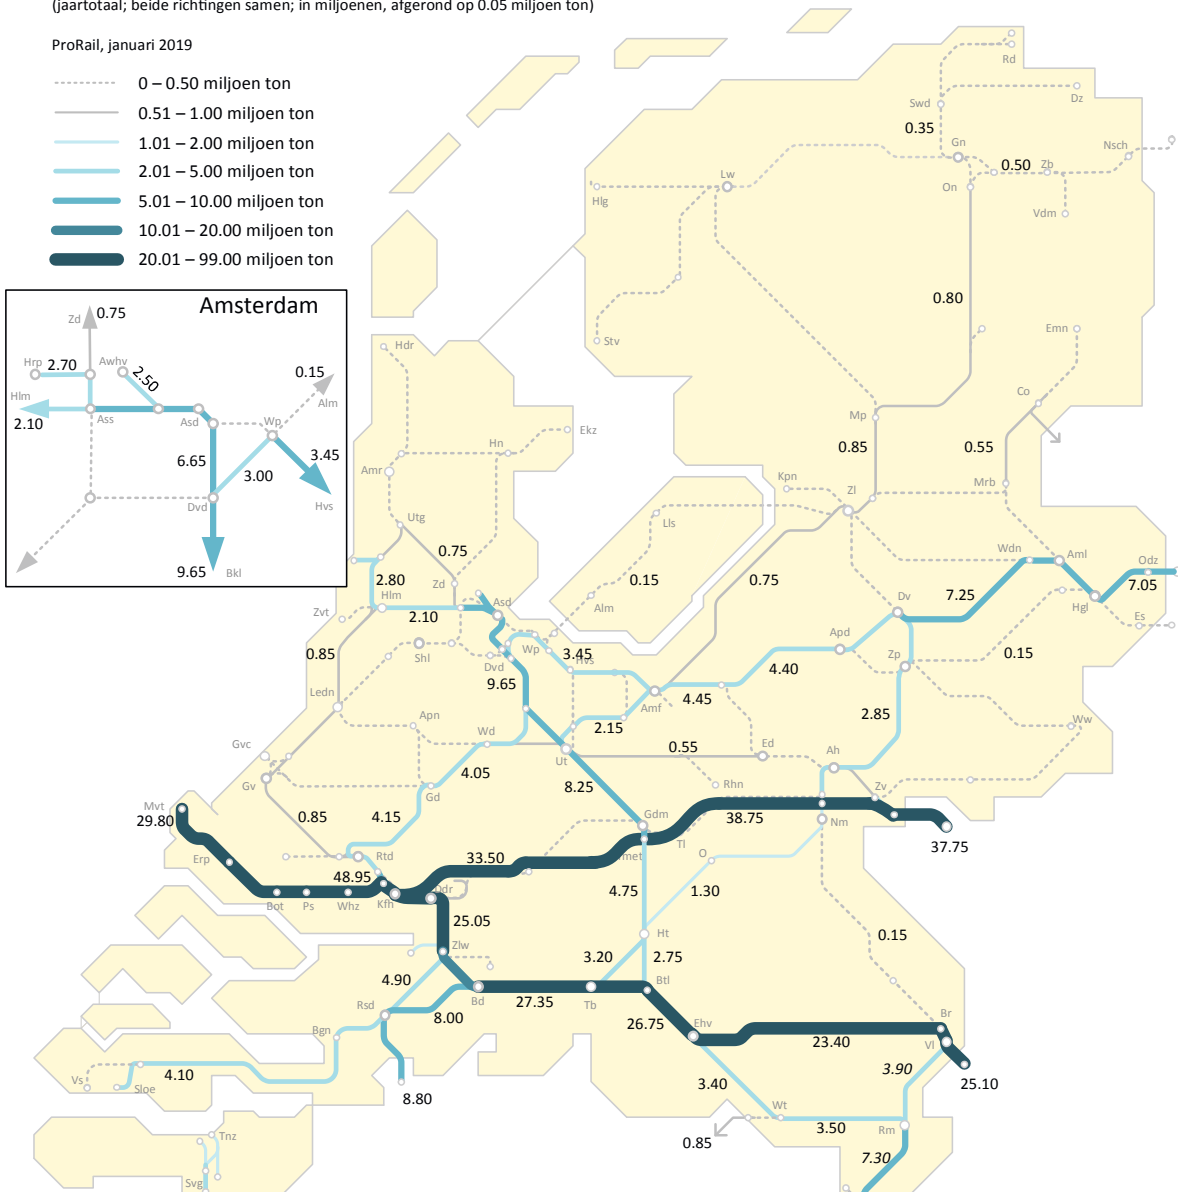 (jaartotaal; beide richtingen samen; in miljoenen, afgerond op 0.05 miljoen ton)
ProRail, januari 2019
0 – 0.50 miljoen ton
0.51 – 1.00 miljoen ton
1.01 – 2.00 miljoen ton
2.01 – 5.00 miljoen ton
5.01 – 10.00 miljoen ton
10.01 – 20.00 miljoen ton
20.01 – 99.00 miljoen ton
Amsterdam
Zd 0.75
Hrp 2.70
Awhv 2.50
0.15
Alm
Hlm
2.10
Ass
Asd
Wp
6.65
3.00
3.45
Hvs
Dvd
9.65
Bkl
Rd
Swd
Dz
0.35
Gn
Nsch
0.50
Zb
On
Vdm
Lw
Hlg
0.80
Stv
Emn
Hdr
Co
Mp
Ekz
Hn
0.85
0.55
Amr
Kpn
Zl
Mrb
Utg
Lls
0.75
Wdn
Aml
Odz
2.80
Zd
0.15
0.75
7.05
Hlm
Asd
Alm
Dv
7.25
Hgl
Zvt
2.10
Es
Apd
Shl
Wp
3.45
0.85
Dvd
Hvs
4.40
Zp
0.15
9.65
Ledn
Amf
4.45
2.85
Apn
2.15
Ww
Wd
Gvc
0.55
Ed
Ah
Ut
4.05
Gv
Gd
8.25
Rhn
Zv
Mvt
29.80
0.85
4.15
Gdm
38.75
Nm
Tl
37.75
Erp
Rtd
33.50
met
O
48.95
Ddr
4.75
1.30
Bot
Ps
Whz
Kfh
25.05
Ht
0.15
Zlw
3.20
2.75
4.90
Btl
Rsd
Bd
27.35
Tb
8.00
26.75
Ehv
Br
Bgn
23.40
Vl
3.90
4.10
25.10
Vs
Sloe
8.80
3.40
Wt
3.50
Rm
0.85
Tnz
7.30
Svg